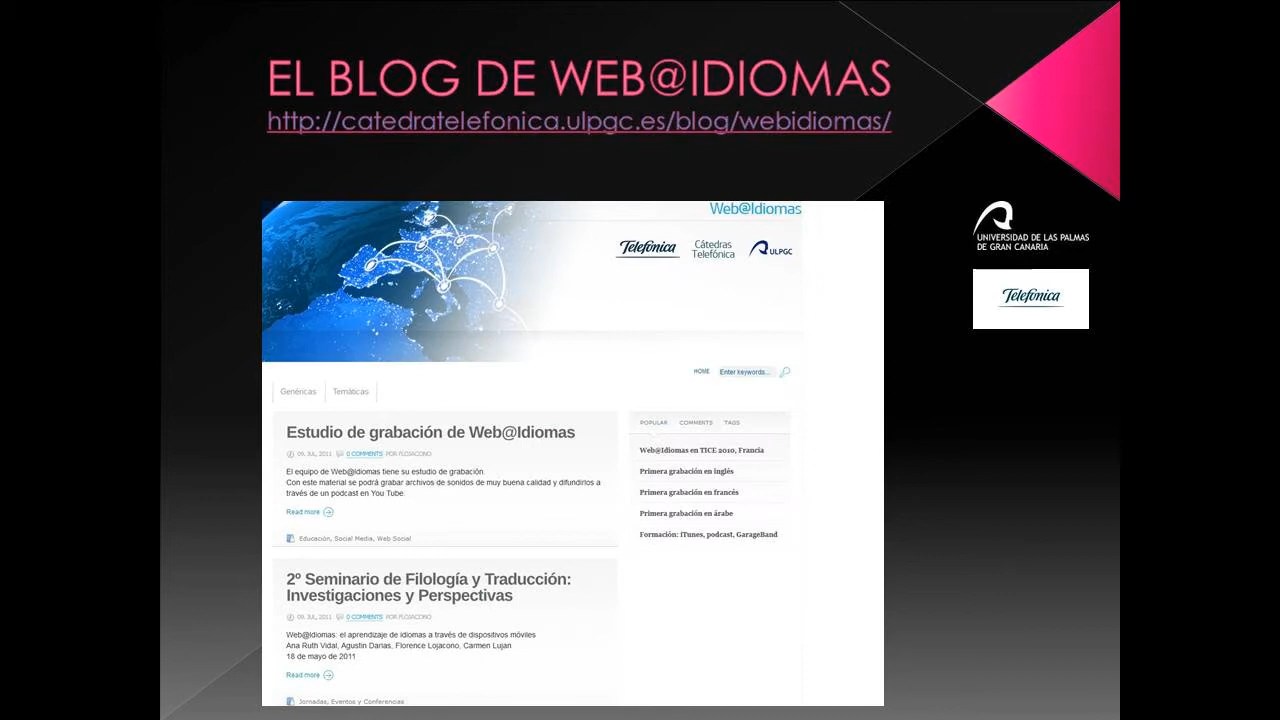 EL BLOG DE WEB@IDIOMAS
http://catedratelefonica.ulpgc.es/blog/webidiomas/
Web@Idiomas
Telefónica
Cátedras
Telefónica
ULPGC
UNIVERSIDAD DE LAS PALMAS
DE GRAN CANARIA
Telefónica
HOME
Enter keywords...
Genéricas
Temáticas
Estudio de grabación de Web@Idiomas
09. JUL, 2011 0 COMMENTS POR FLOJACONO
El equipo de Web@Idiomas tiene su estudio de grabación.
Con este material se podrá grabar archivos de sonidos de muy buena calidad y difundirlos a
través de un podcast en You Tube.
Read more
Educación, Social Media, Web Social
2º Seminario de Filología y Traducción:
Investigaciones y Perspectivas
09. JUL, 2011 0 COMMENTS POR FLOJACONO
Web@Idiomas: el aprendizaje de idiomas a través de dispositivos móviles
Ana Ruth Vidal, Agustin Darias, Florence Lojacono, Carmen Lujan
18 de mayo de 2011
Read more
Jornadas, Eventos y Conferencias
POPULAR COMMENTS TAGS
Web@Idiomas en TICE 2010, Francia
Primera grabación en inglés
Primera grabación en francés
Primera grabación en árabe
Formación: iTunes, podcast, GarageBand